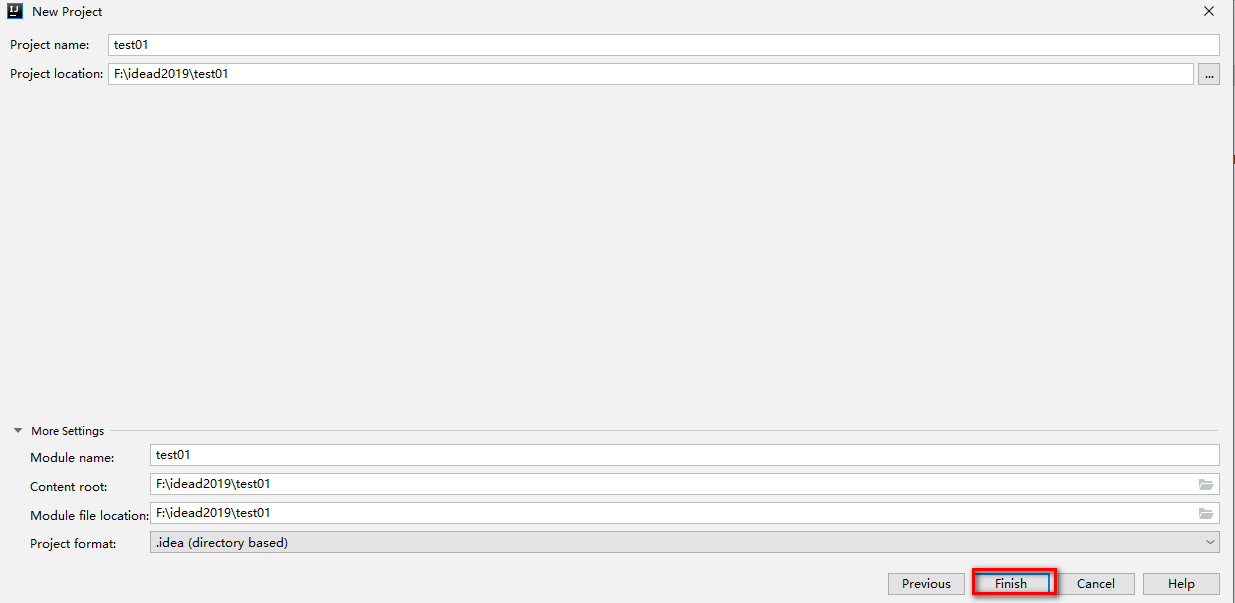 New Project
Project name: test01
Project location: F:\idead2019\test01 ...
More Settings
Module name: test01
Content root: F:\idead2019\test01
Module file location: F:\idead2019\test01
Project format: .idea (directory based)
Previous Finish Cancel Help